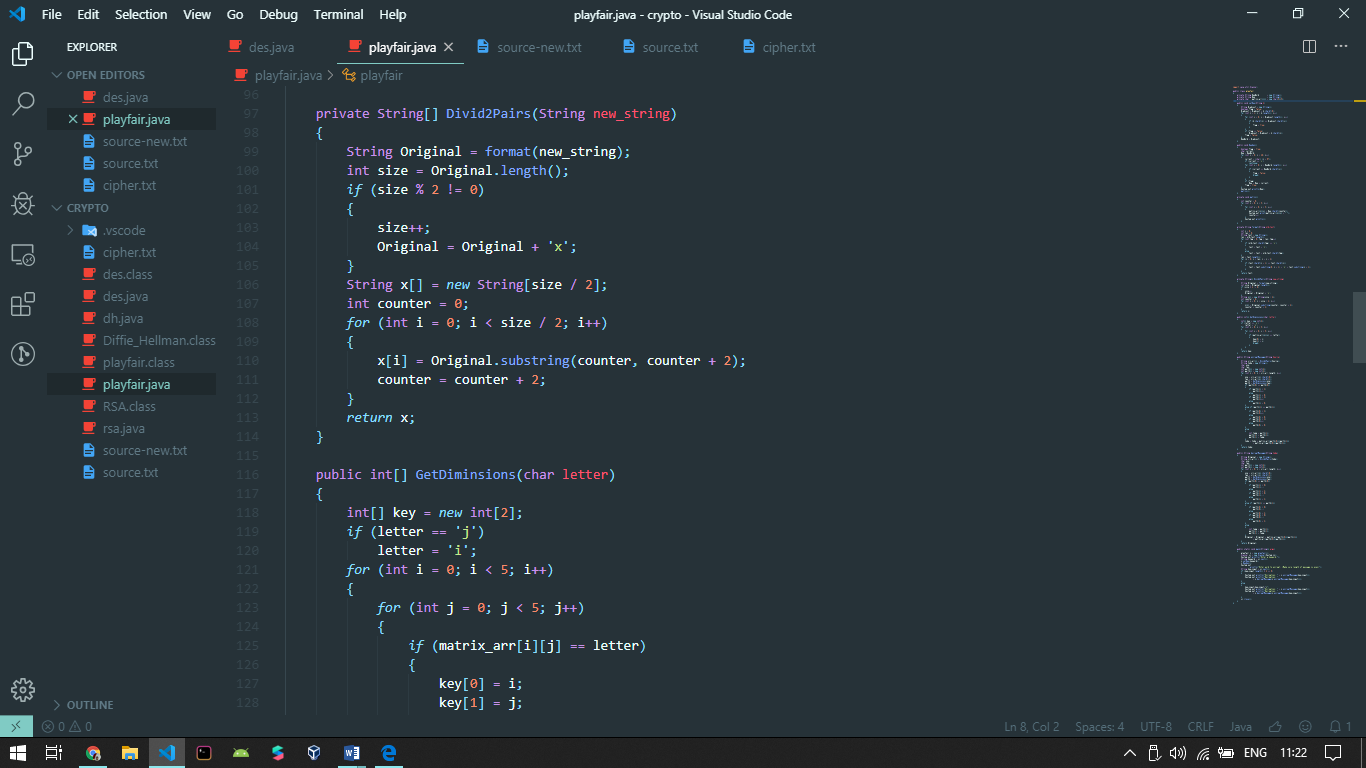 File Edit Selection View Go Debug Terminal Help
playfair.java - crypto - Visual Studio Code
EXPLORER
OPEN EDITORS
des.java
playfair.java
source-new.txt
source.txt
cipher.txt
CRYPTO
.vscode
cipher.txt
des.class
des.java
dh.java
Diffie_Hellman.class
playfair.class
playfair.java
RSA.class
rsa.java
source-new.txt
source.txt
OUTLINE
des.java playfair.java source-new.txt source.txt cipher.txt
playfair.java > playfair
96
97 private String[] Divid2Pairs(String new_string)
98 {
99 String Original = format(new_string);
100 int size = Original.length();
101 if (size % 2 != 0)
102 {
103 size++;
104 Original = Original + 'x';
105 }
106 String x[] = new String[size / 2];
107 int counter = 0;
108 for (int i = 0; i < size / 2; i++)
109 {
110 x[i] = Original.substring(counter, counter + 2);
111 counter = counter + 2;
112 }
113 return x;
114 }
115
116 public int[] GetDiminsions(char letter)
117 {
118 int[] key = new int[2];
119 if (letter == 'j')
120 letter = 'i';
121 for (int i = 0; i < 5; i++)
122 {
123 for (int j = 0; j < 5; j++)
124 {
125 if (matrix_arr[i][j] == letter)
126 {
127 key[0] = i;
128 key[1] = j;
0 0 Ln 8, Col 2 Spaces: 4 UTF-8 CRLF Java 1
ENG 11:22